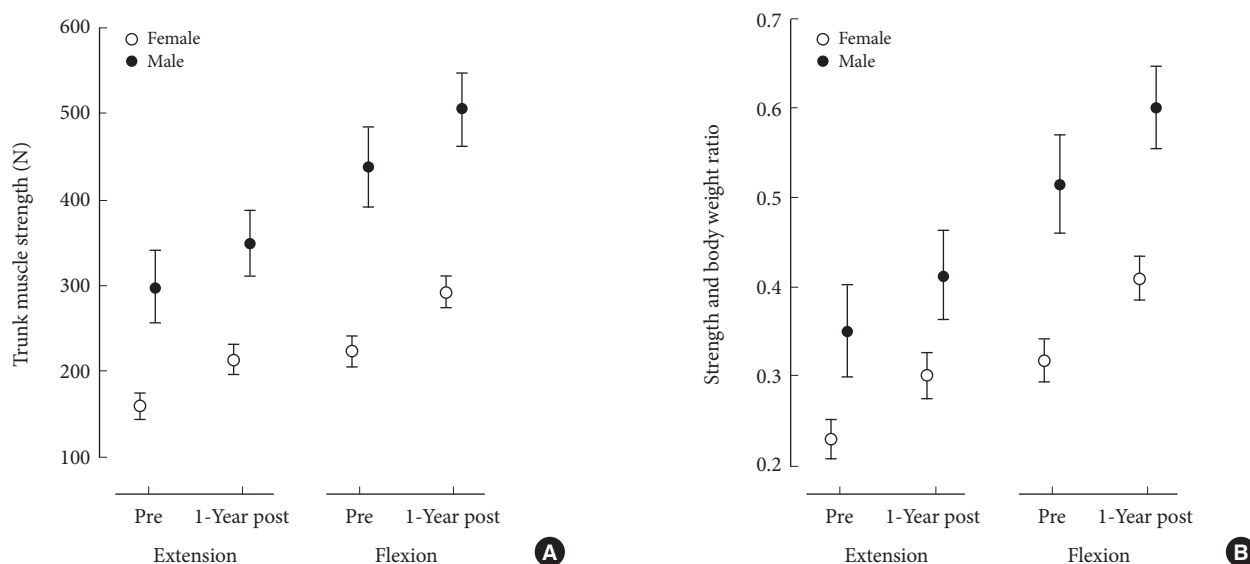 600
500
400
300
200
100
Trunk muscle strength (N)
Female
Male
Pre
1-Year post
Pre
1-Year post
Extension
Flexion
A
0.7
0.6
0.5
0.4
0.3
0.2
Strength and body weight ratio
Female
Male
Pre
1-Year post
Pre
1-Year post
Extension
Flexion
B